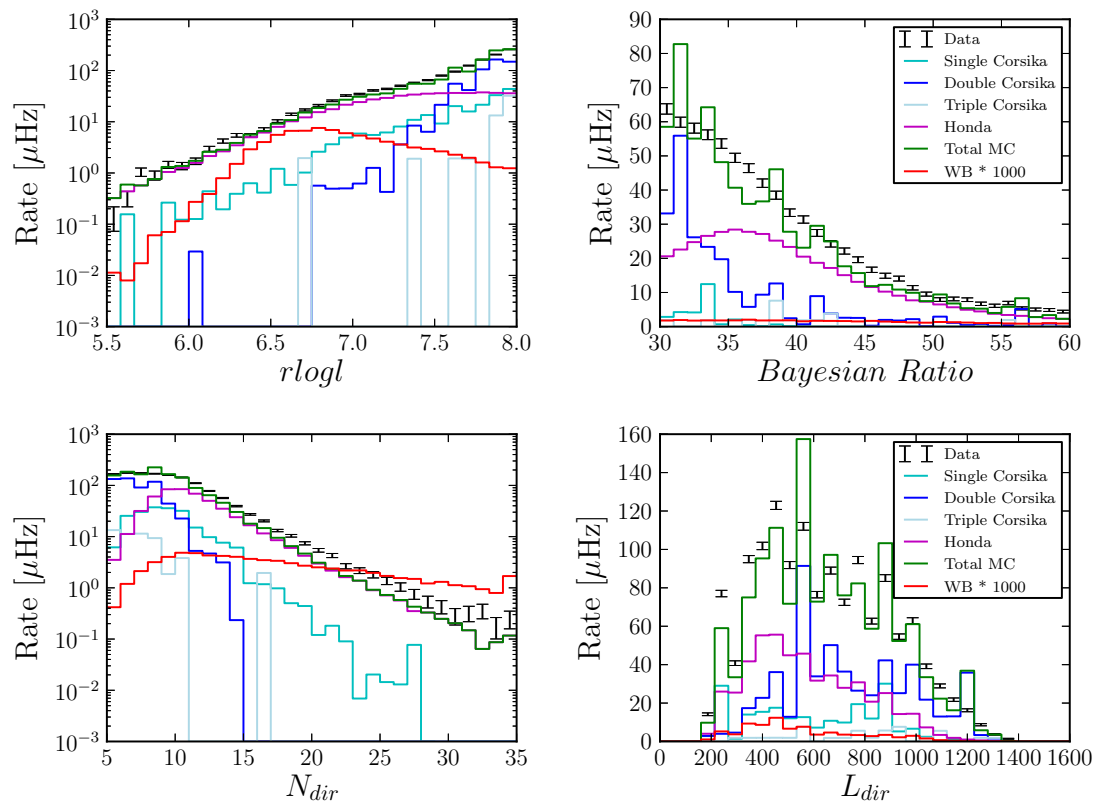 10³
10²
10¹
10⁰
10⁻¹
10⁻²
10⁻³
Rate [μHz]
5.5 6.0 6.5 7.0 7.5 8.0
rlogl
90
80
70
60
50
40
30
20
10
0
Rate [μHz]
30 35 40 45 50 55 60
Bayesian Ratio
Data
Single Corsika
Double Corsika
Triple Corsika
Honda
Total MC
WB * 1000
10³
10²
10¹
10⁰
10⁻¹
10⁻²
10⁻³
Rate [μHz]
5 10 15 20 25 30 35
N_dir
160
140
120
100
80
60
40
20
0
Rate [μHz]
0 200 400 600 800 1000 1200 1400 1600
L_dir
Data
Single Corsika
Double Corsika
Triple Corsika
Honda
Total MC
WB * 1000